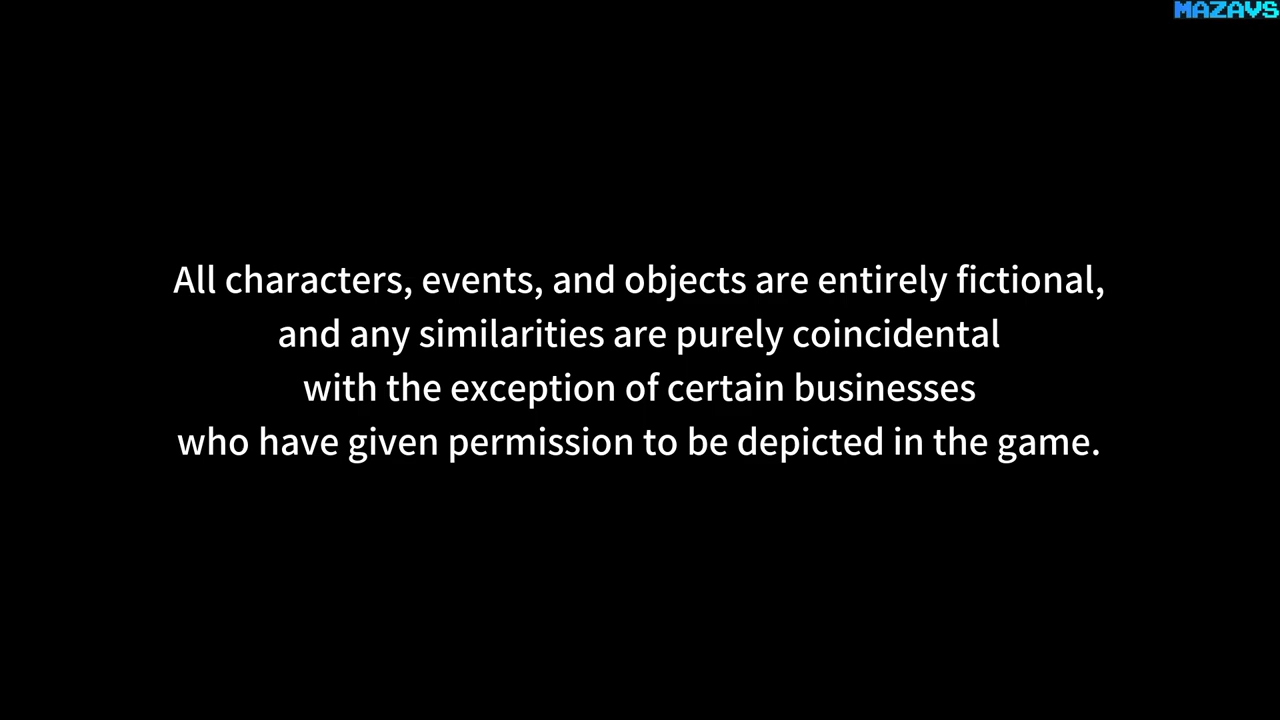 MAZAVS
All characters, events, and objects are entirely fictional,
and any similarities are purely coincidental
with the exception of certain businesses
who have given permission to be depicted in the game.